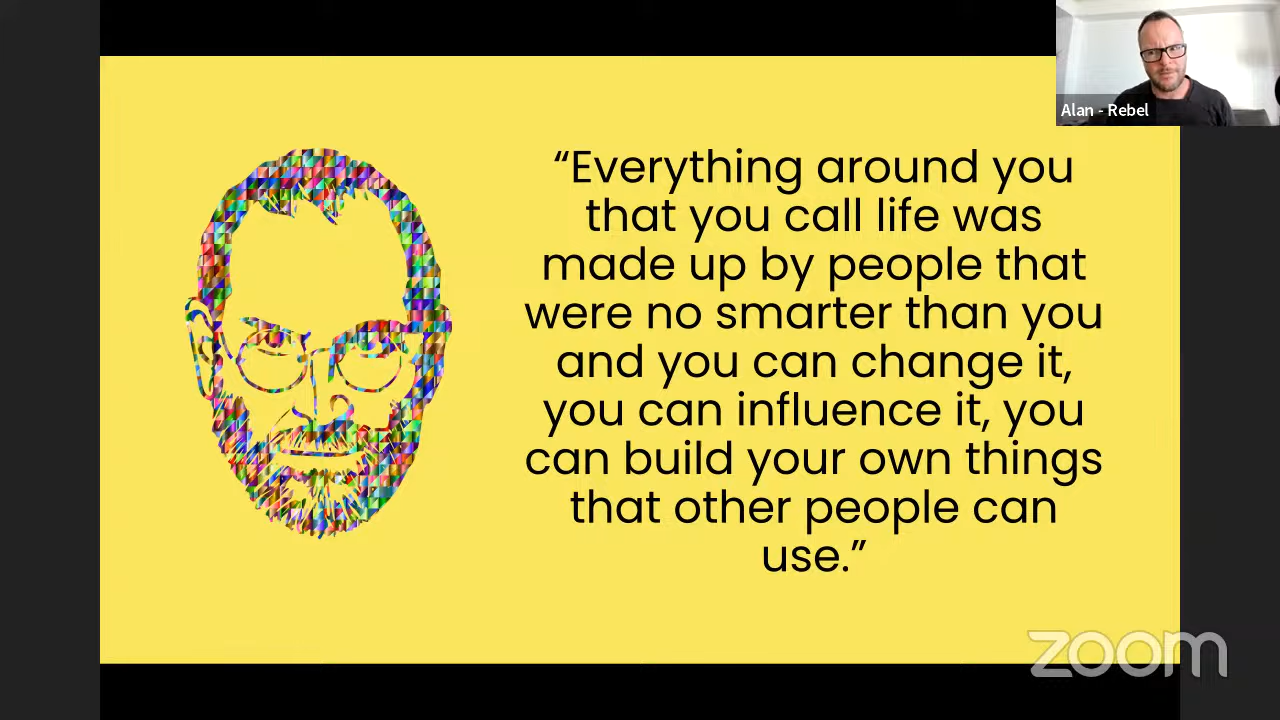 Alan - Rebel
“Everything around you
that you call life was
made up by people that
were no smarter than you
and you can change it,
you can influence it, you
can build your own things
that other people can
use.”
zoom